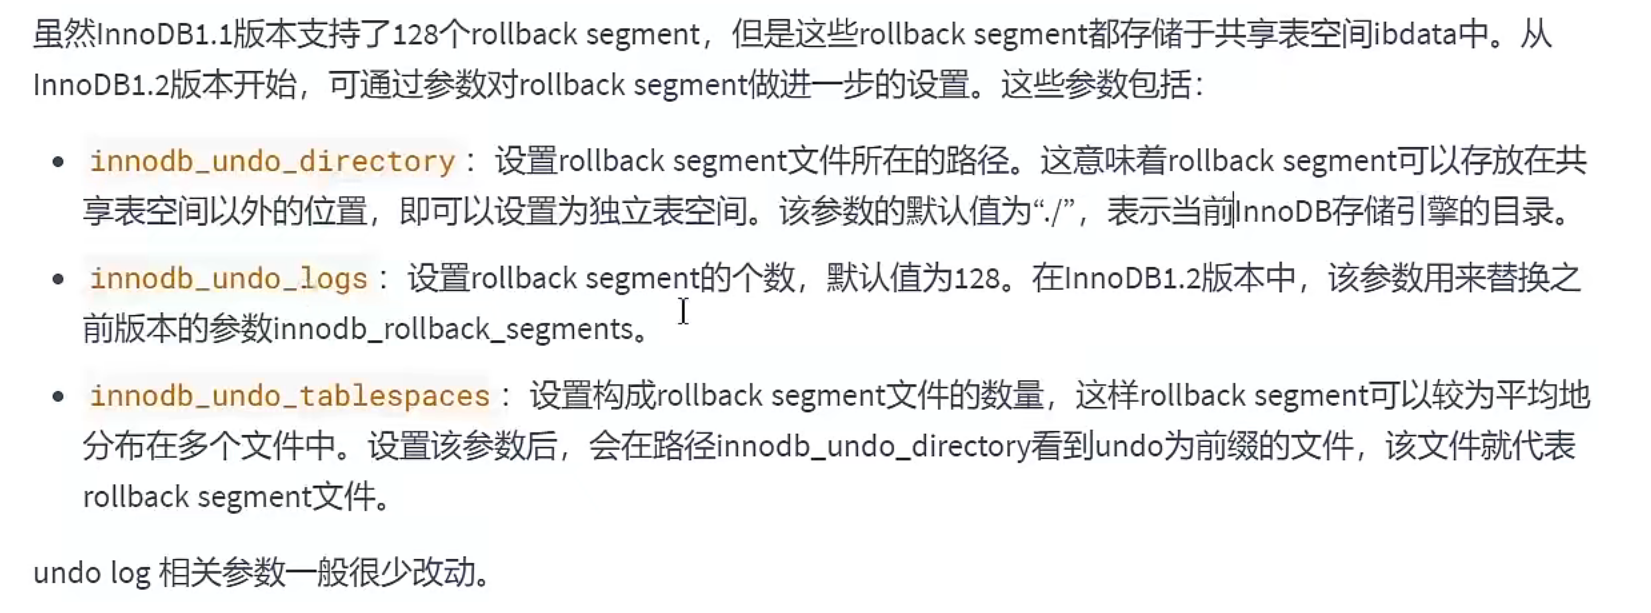 虽然InnoDB1.1版本支持了128个rollback segment，但是这些rollback segment都存储于共享表空间ibdata中。从
InnoDB1.2版本开始，可通过参数对rollback segment做进一步的设置。这些参数包括：
• innodb_undo_directory ：设置rollback segment文件所在的路径。这意味着rollback segment可以存放在共
享表空间以外的位置，即可以设置为独立表空间。该参数的默认值为“./”，表示当前InnoDB存储引擎的目录。
• innodb_undo_logs ：设置rollback segment的个数，默认值为128。在InnoDB1.2版本中，该参数用来替换之
前版本的参数innodb_rollback_segments。
• innodb_undo_tablespaces ：设置构成rollback segment文件的数量，这样rollback segment可以较为平均地
分布在多个文件中。设置该参数后，会在路径innodb_undo_directory看到undo为前缀的文件，该文件就代表
rollback segment文件。
undo log 相关参数一般很少改动。